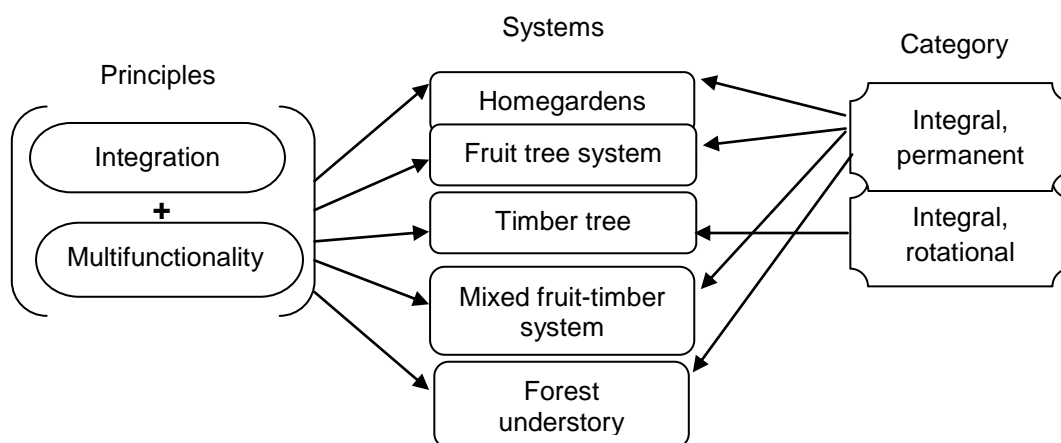 Principles
Integration
+
Multifunctionality
Systems
Homegardens
Fruit tree system
Timber tree
Mixed fruit-timber
system
Forest
understory
Category
Integral,
permanent
Integral,
rotational